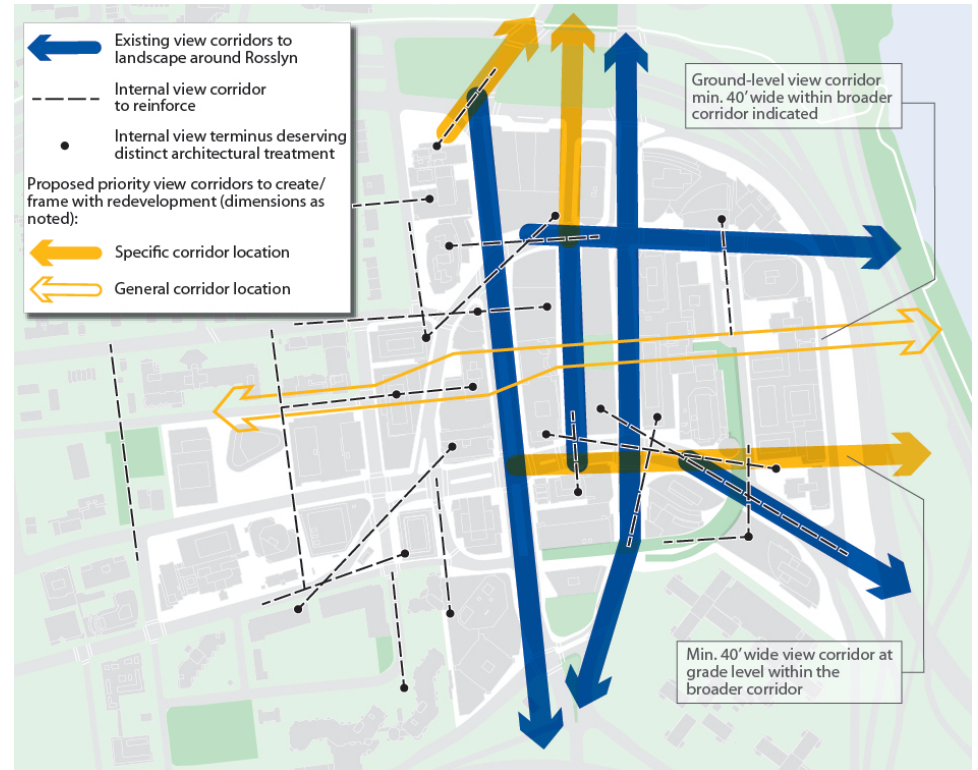 Existing view corridors to
landscape around Rosslyn
Internal view corridor
to reinforce
Internal view terminus deserving
distinct architectural treatment
Proposed priority view corridors to create/
frame with redevelopment (dimensions as
noted):
Specific corridor location
General corridor location
Ground-level view corridor
min. 40' wide within broader
corridor indicated
Min. 40' wide view corridor at
grade level within the
broader corridor